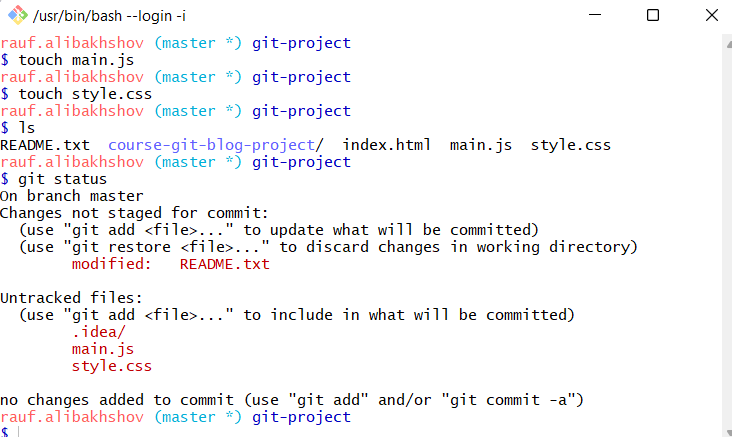 /usr/bin/bash --login -i
rauf.alibakhshov (master *) git-project
$ touch main.js
rauf.alibakhshov (master *) git-project
$ touch style.css
rauf.alibakhshov (master *) git-project
$ ls
README.txt  course-git-blog-project/  index.html  main.js  style.css
rauf.alibakhshov (master *) git-project
$ git status
On branch master
Changes not staged for commit:
  (use "git add <file>..." to update what will be committed)
  (use "git restore <file>..." to discard changes in working directory)
        modified:   README.txt

Untracked files:
  (use "git add <file>..." to include in what will be committed)
        .idea/
        main.js
        style.css

no changes added to commit (use "git add" and/or "git commit -a")
rauf.alibakhshov (master *) git-project
$